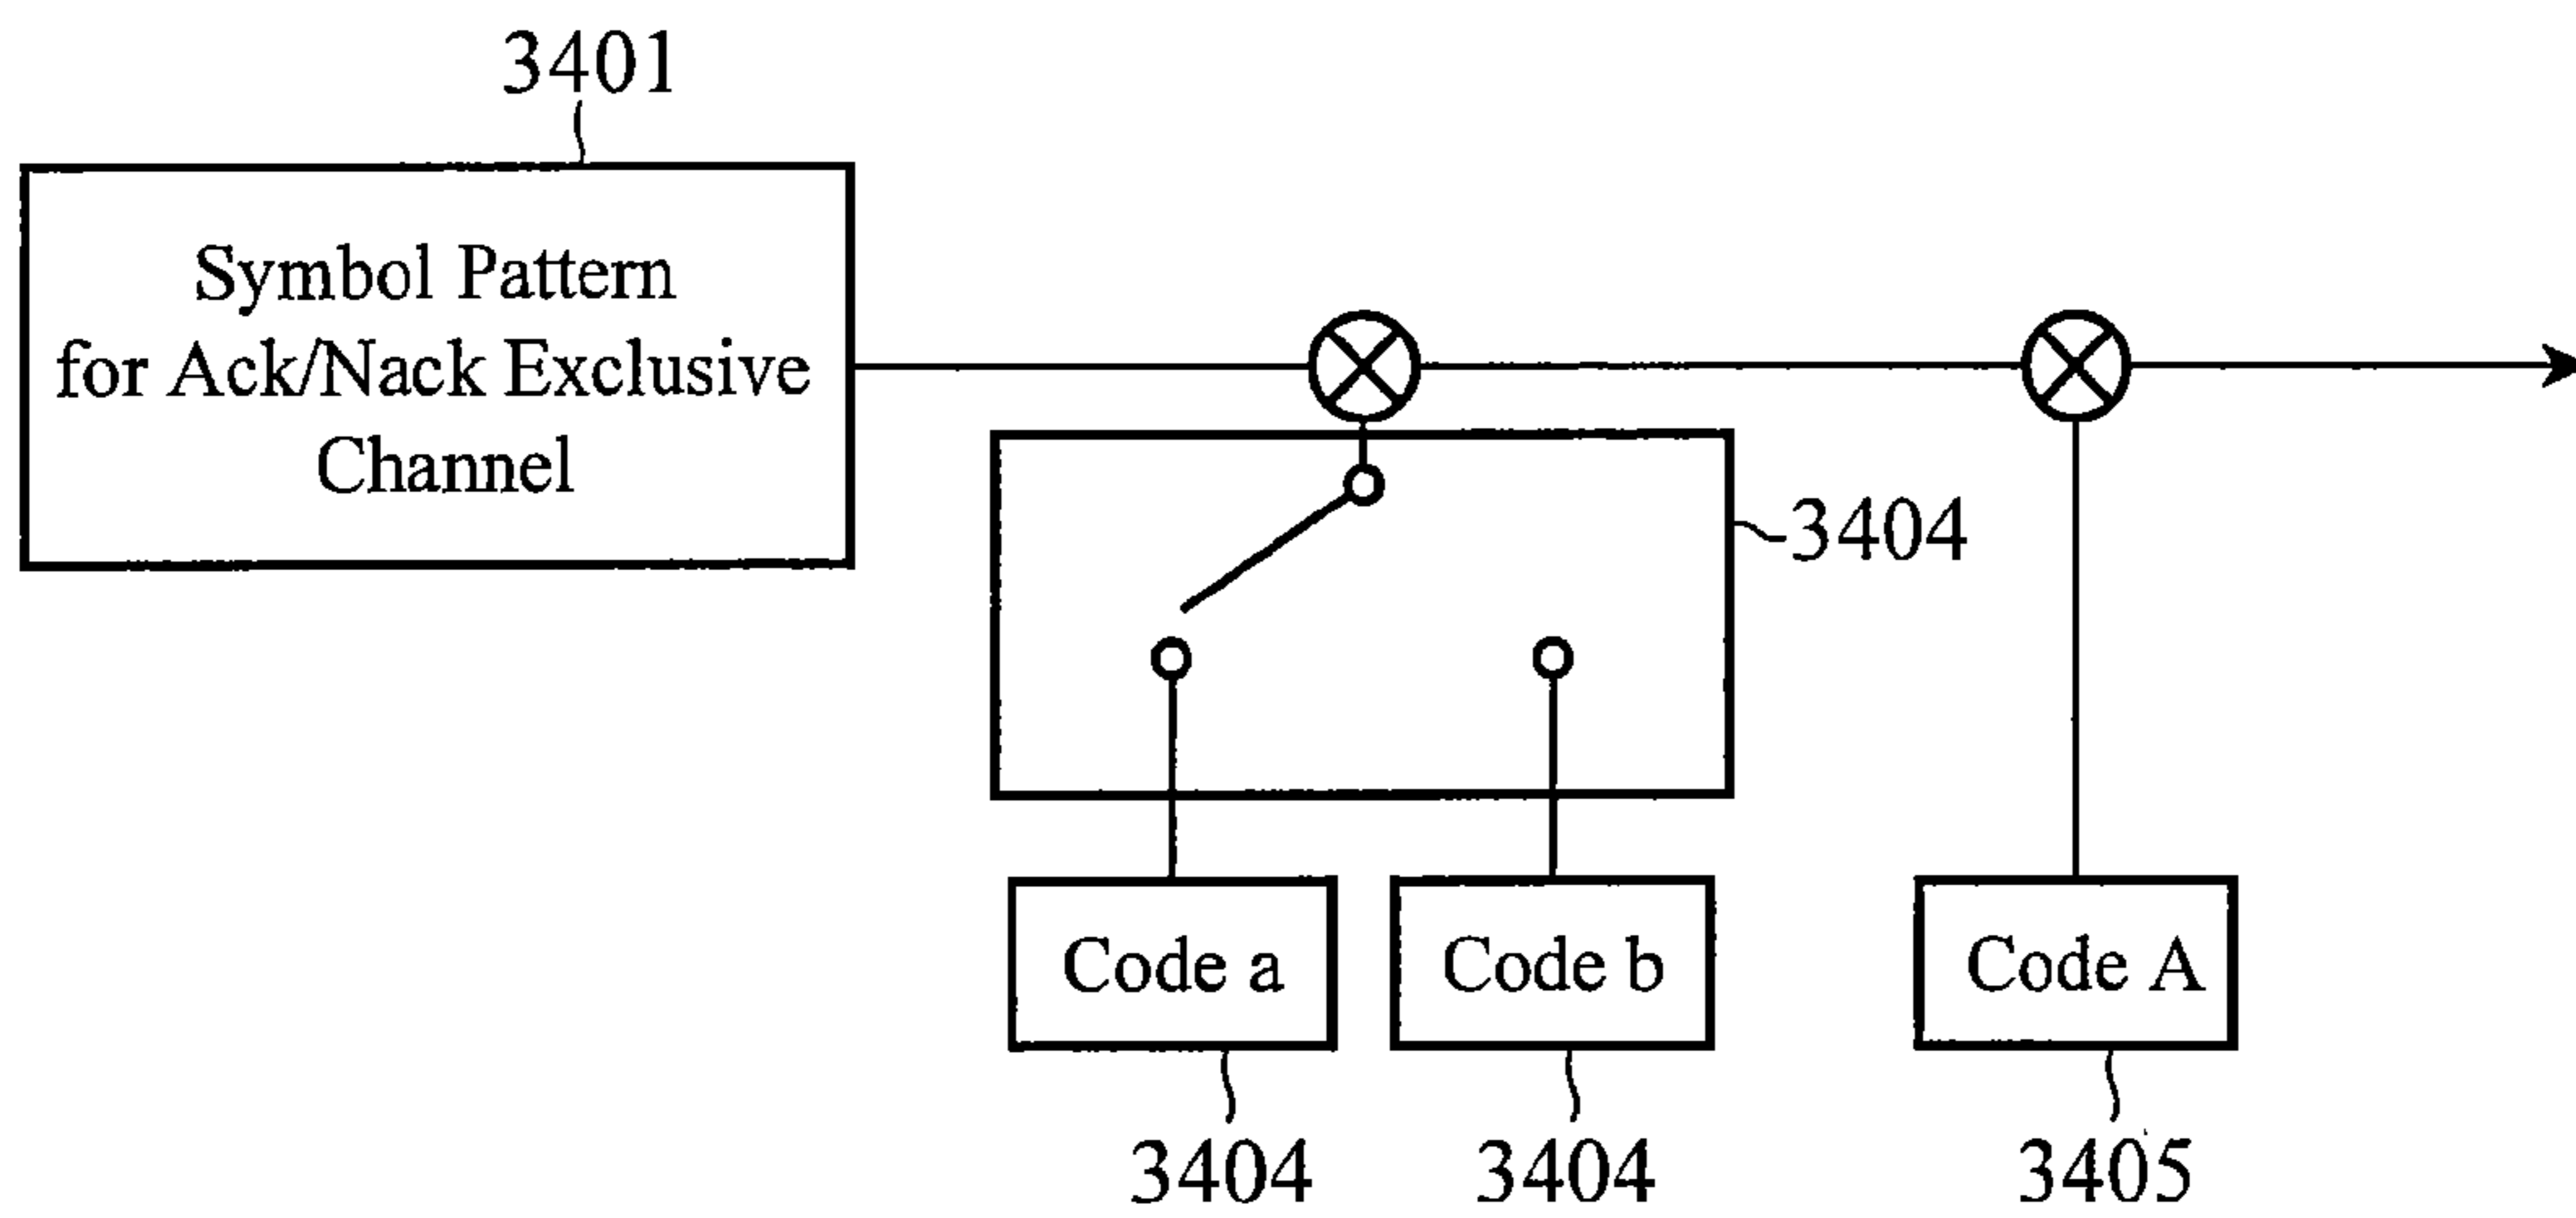 3401
Symbol Pattern
for Ack/Nack Exclusive
Channel
3404
Code a
Code b
Code A
3404
3404
3405